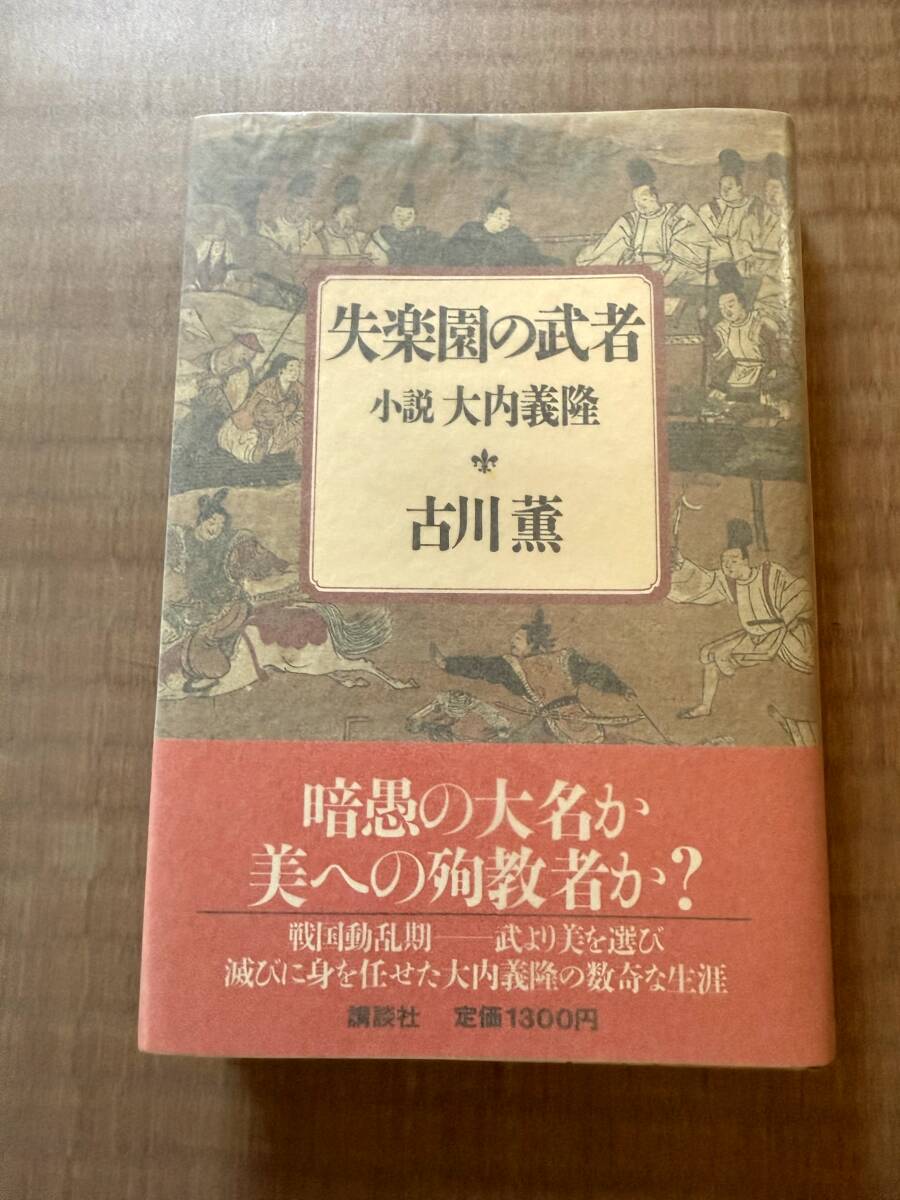 失楽園の武者
小説 大内義隆
古川 薫
暗愚の大名か
美への殉教者か?
戦国動乱期──武より美を選び
滅びに身を任せた大内義隆の数奇な生涯
講談社 定価1300円